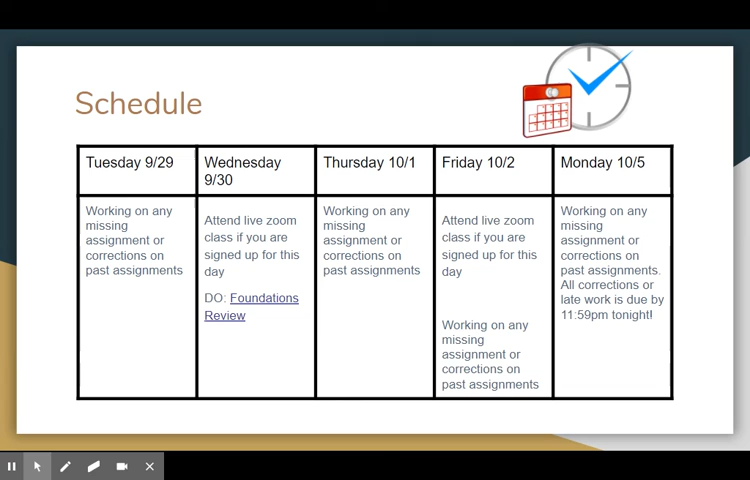 Schedule
Tuesday 9/29
Wednesday
9/30
Thursday 10/1
Friday 10/2
Monday 10/5
Working on any
missing
assignment or
corrections on
past assignments
Attend live zoom
class if you are
signed up for this
day
DO: Foundations
Review
Working on any
missing
assignment or
corrections on
past assignments
Attend live zoom
class if you are
signed up for this
day
Working on any
missing
assignment or
corrections on
past assignments
Working on any
missing
assignment or
corrections on
past assignments.
All corrections or
late work is due by
11:59pm tonight!